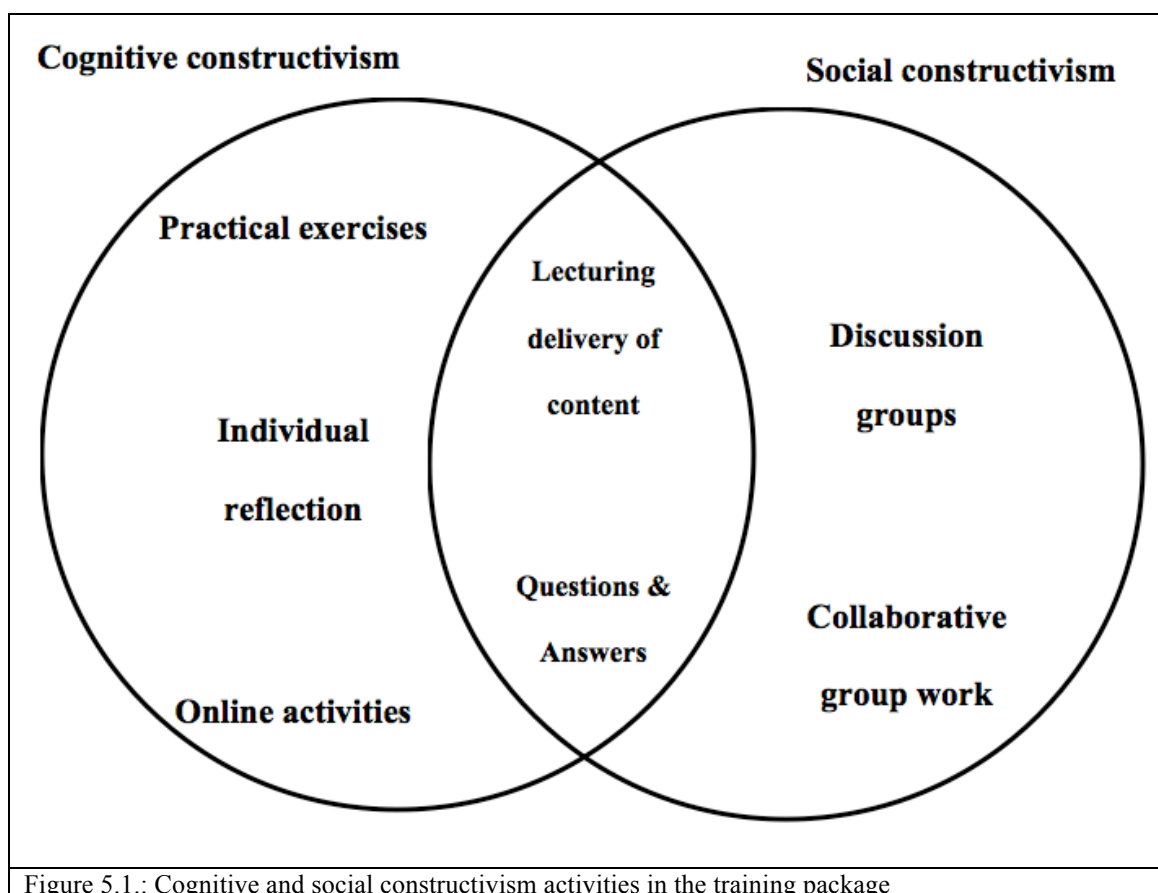 Cognitive constructivism
Social constructivism
Practical exercises
Individual
reflection
Online activities
Lecturing
delivery of
content
Questions &
Answers
Discussion
groups
Collaborative
group work
Figure 5.1.: Cognitive and social constructivism activities in the training package